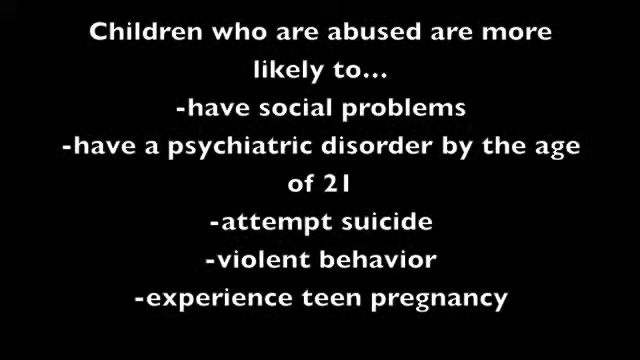 Children who are abused are more
likely to...
-have social problems
-have a psychiatric disorder by the age
of 21
-attempt suicide
-violent behavior
-experience teen pregnancy